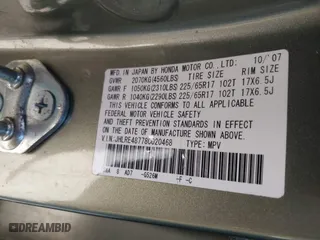 MFD. IN JAPAN BY HONDA MOTOR CO., LTD. 10/'07
GVWR 2070KG(4560LBS TIRE SIZE RIM SIZE
GAWR F 1050KG(2310LBS 225/65R17 102T 17X6.5J
GAWR R 1040KG(2290LBS 225/65R17 102T 17X6.5J
THIS VEHICLE CONFORMS TO ALL APPLICABLE
FEDERAL MOTOR VEHICLE SAFETY
AND THEFT PREVENTION STANDARDS IN EFFECT
ON THE DATE OF MANUFACTURE SHOWN ABOVE.
TYPE: MPV
-F -C
DREAMBID